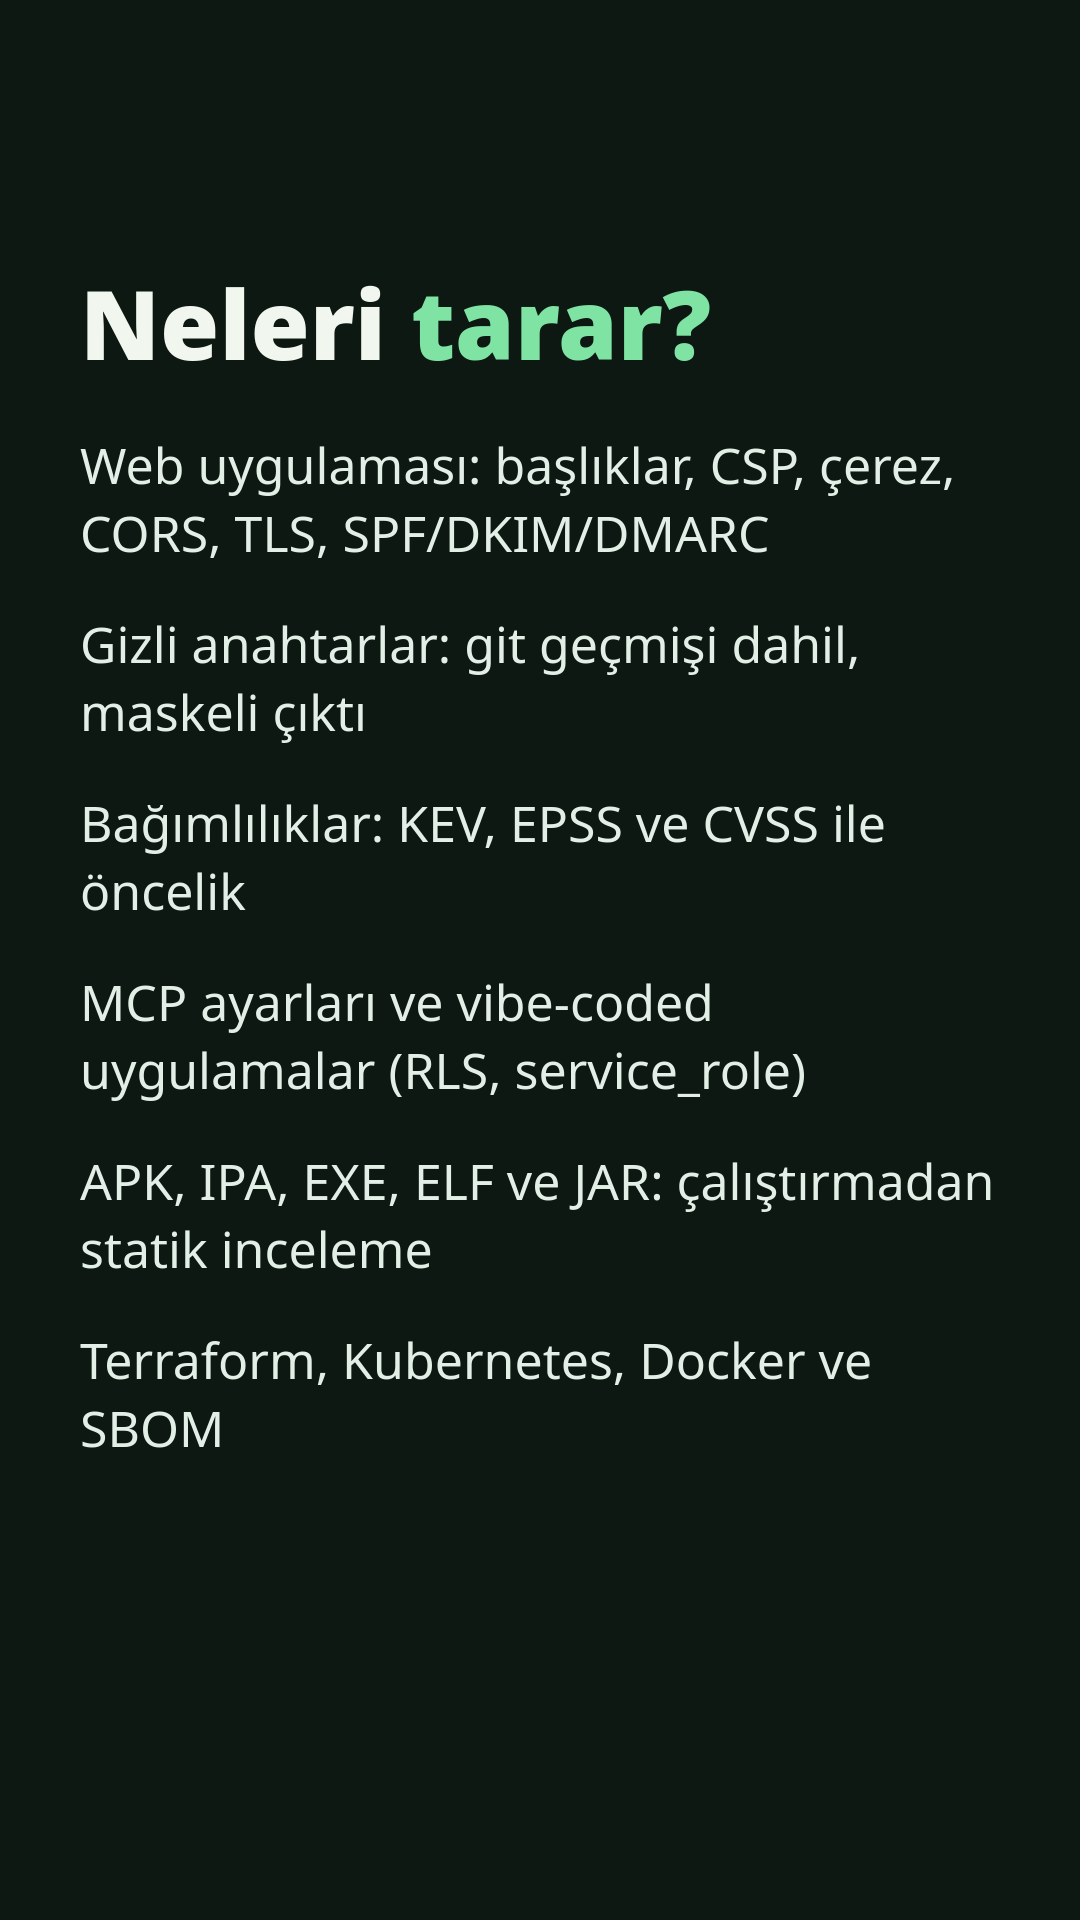 Neleri tarar?
Web uygulaması: başlıklar, CSP, çerez,
CORS, TLS, SPF/DKIM/DMARC
Gizli anahtarlar: git geçmişi dahil,
maskeli çıktı
Bağımlılıklar: KEV, EPSS ve CVSS ile
öncelik
MCP ayarları ve vibe-coded
uygulamalar (RLS, service_role)
APK, IPA, EXE, ELF ve JAR: çalıştırmadan
statik inceleme
Terraform, Kubernetes, Docker ve
SBOM